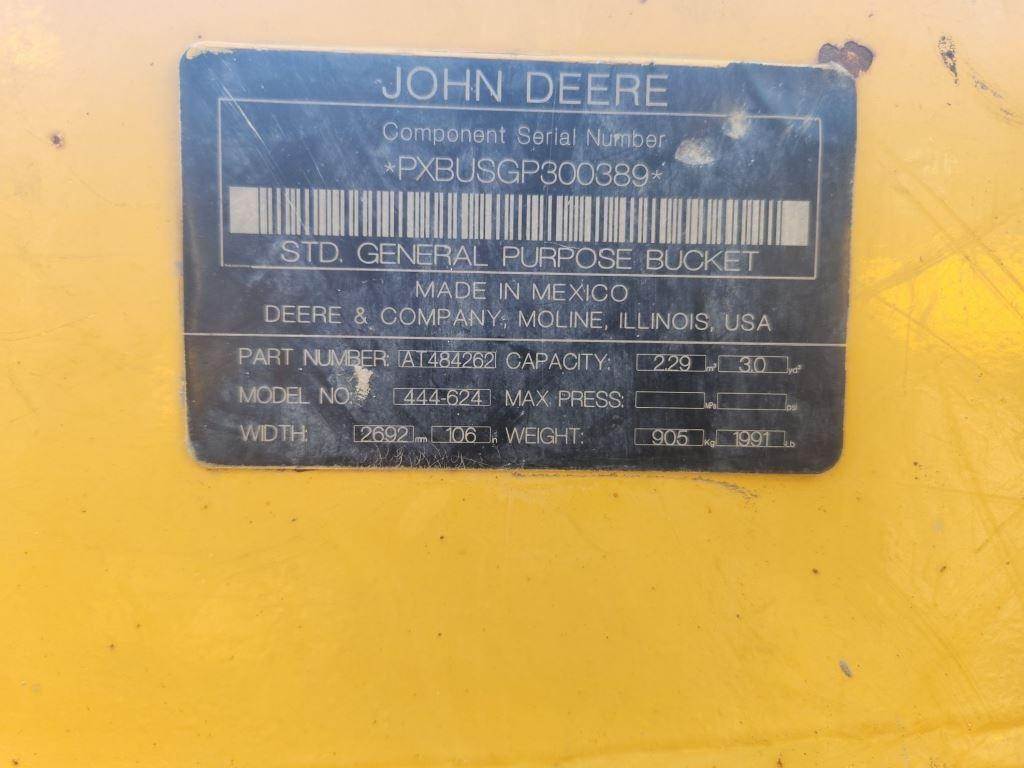 JOHN DEERE
Component Serial Number
*PXBUSGP300389*
STD. GENERAL PURPOSE BUCKET
MADE IN MEXICO
DEERE & COMPANY, MOLINE, ILLINOIS, USA
PART NUMBER: AT484262 CAPACITY: 2.29 m³ 3.0 yd³
MODEL NO: 444-624 MAX PRESS: MPa psi
WIDTH: 2692 mm 106 in WEIGHT: 905 Kg 1991 Lb